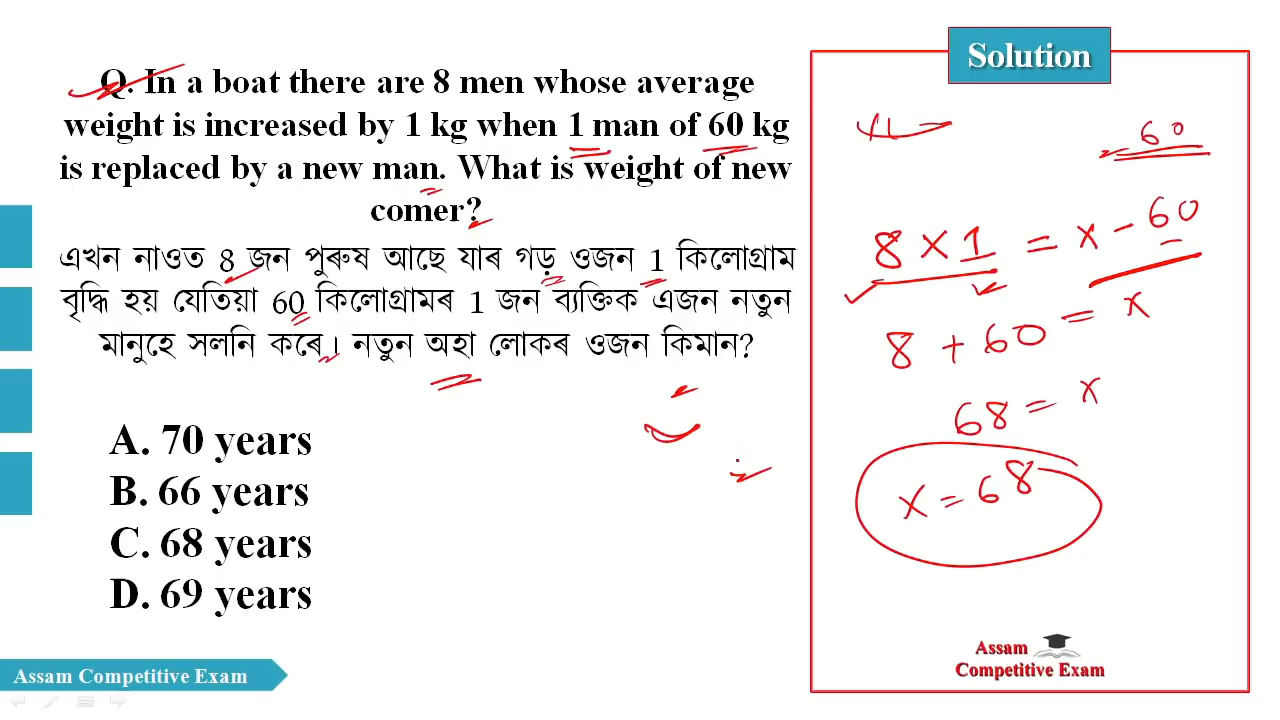 Q. In a boat there are 8 men whose average
weight is increased by 1 kg when 1 man of 60 kg
is replaced by a new man. What is weight of new
comer?
এখন নাওত 8 জন পুৰুষ আছে যাৰ গড় ওজন 1 কিলোগ্ৰাম
বৃদ্ধি হয় যেতিয়া 60 কিলোগ্ৰামৰ 1 জন ব্যক্তিক এজন নতুন
মানুহে সলনি কৰে। নতুন অহা লোকৰ ওজন কিমান?
A. 70 years
B. 66 years
C. 68 years
D. 69 years
Assam Competitive Exam
Solution
60
8 × 1 = x - 60
8 + 60 = x
68 = x
x = 68
Assam
Competitive Exam